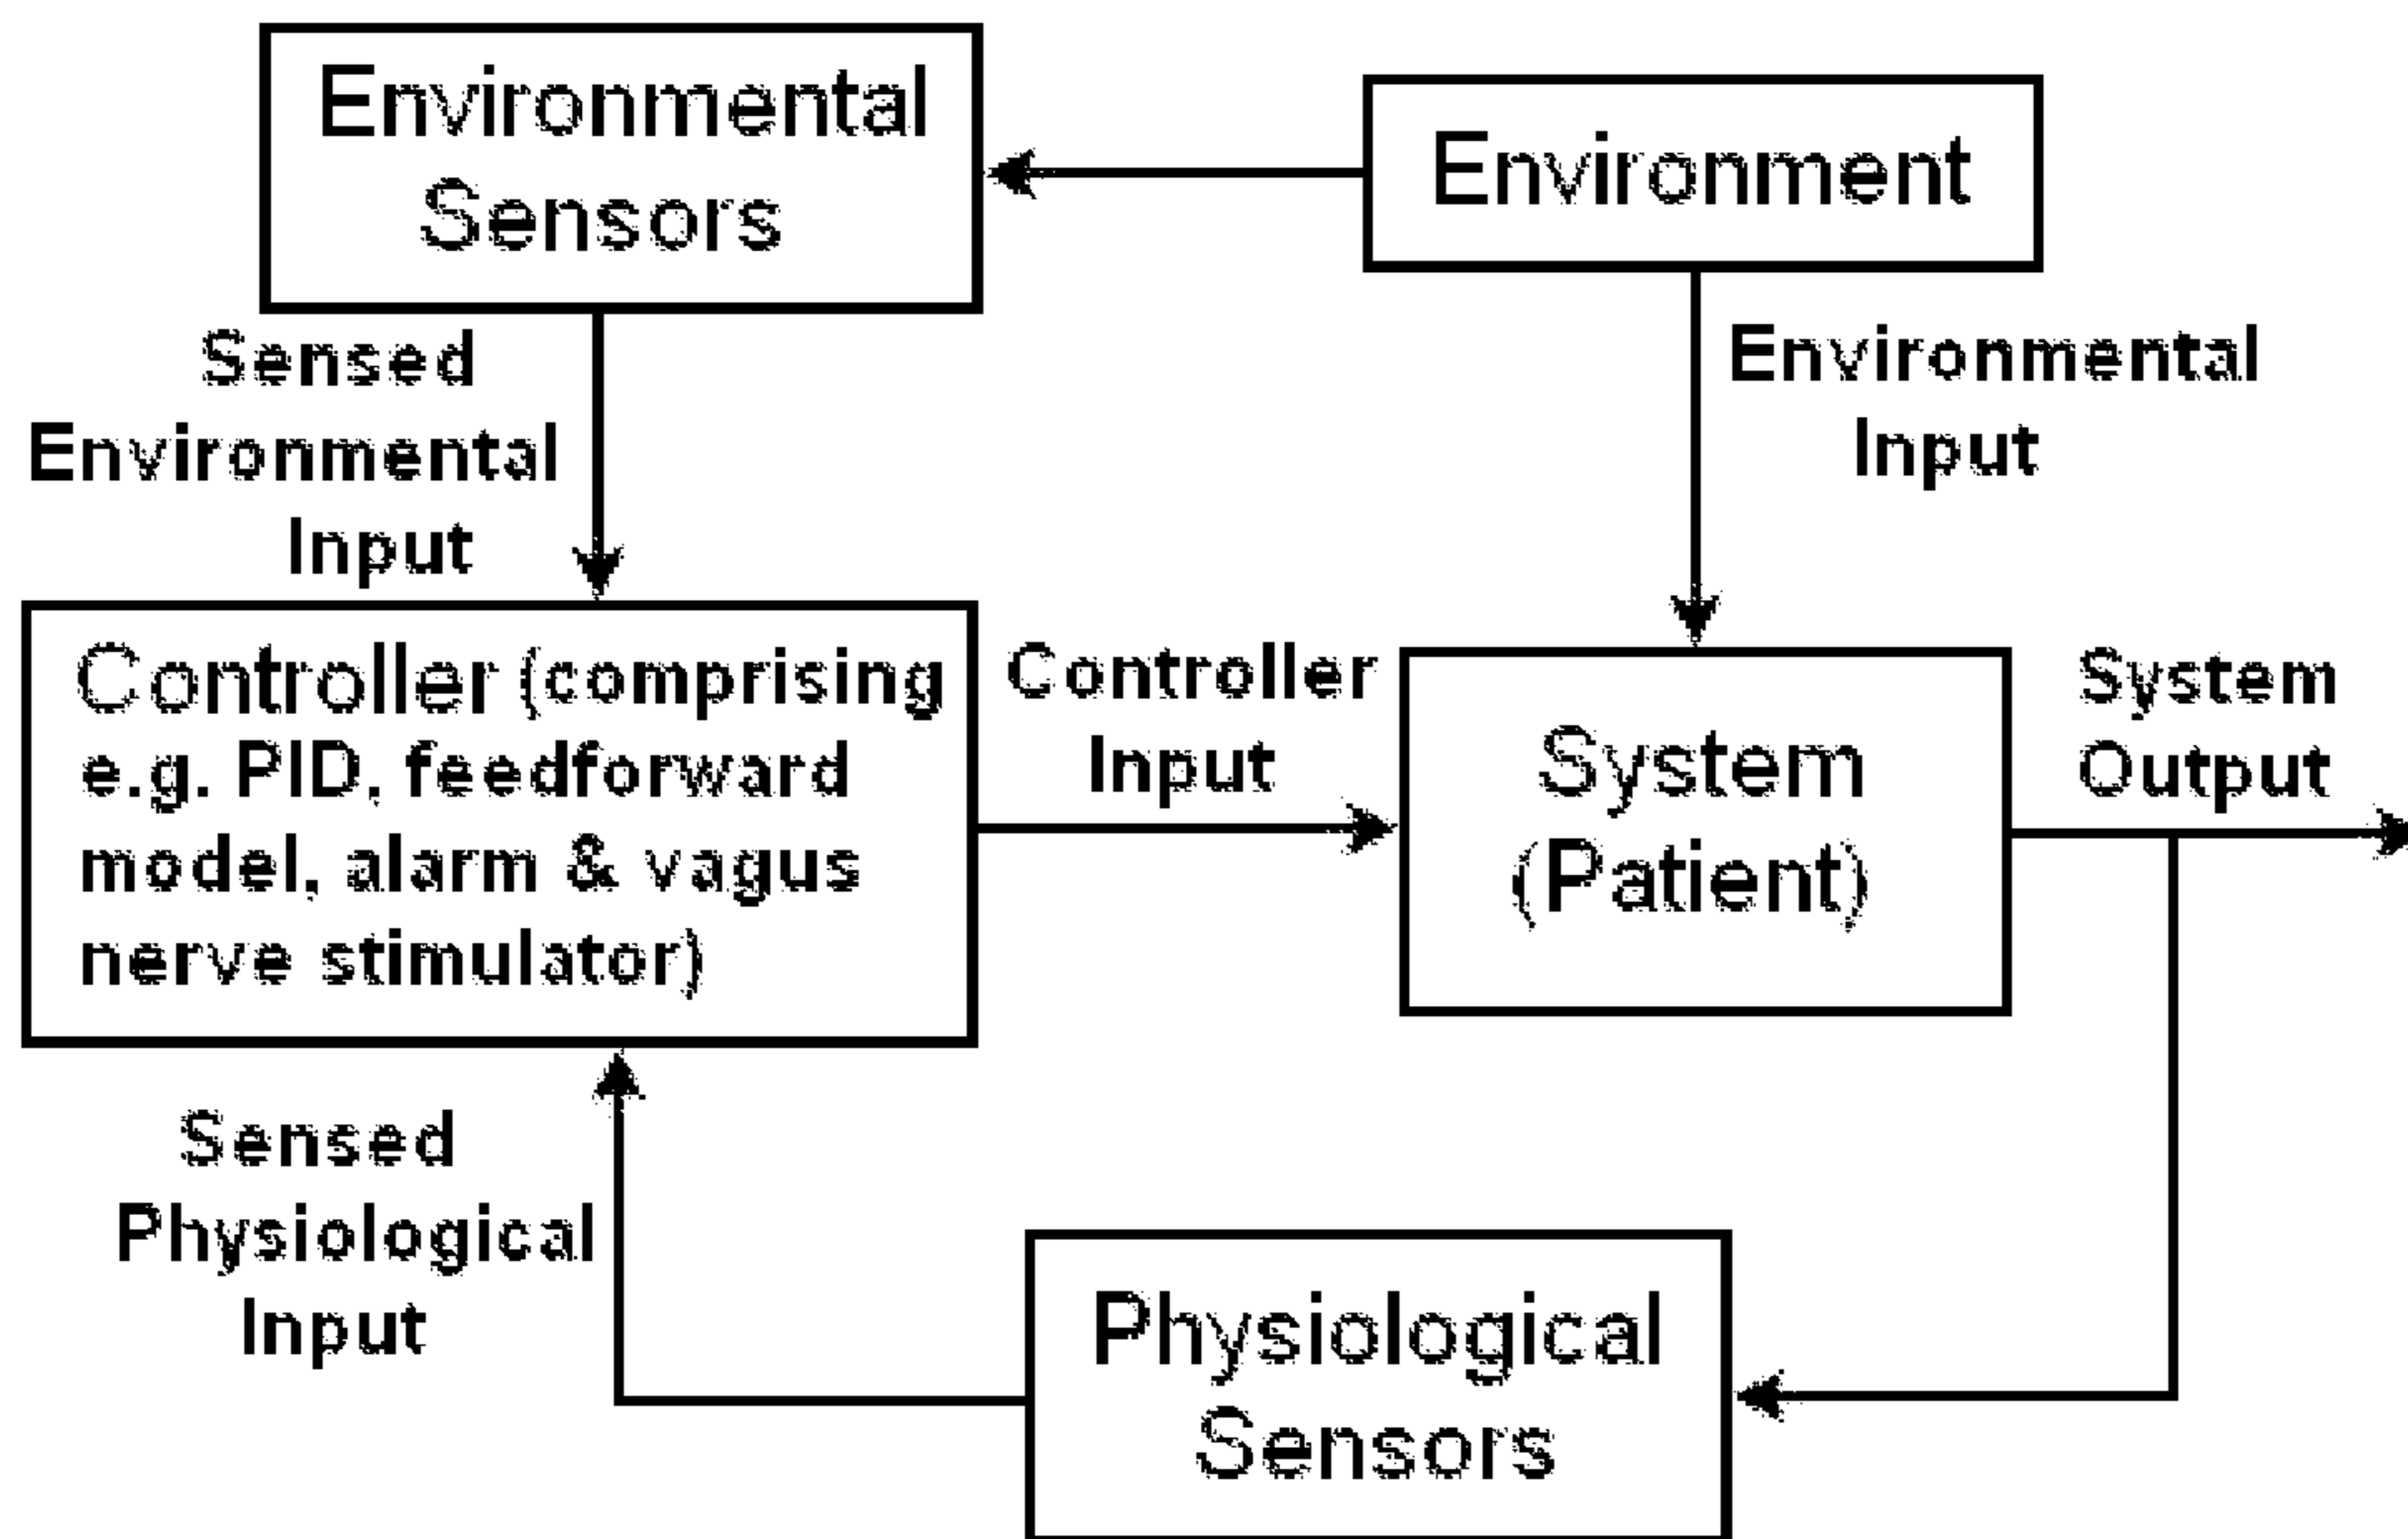 Environmental
Sensors
Environment
Sensed
Environmental
Input
Environmental
Input
Controller (comprising
e.g. PID, feedforward
model, alarm & vagus
nerve stimulator)
Controller
Input
System
(Patient)
System
Output
Sensed
Physiological
Input
Physiological
Sensors